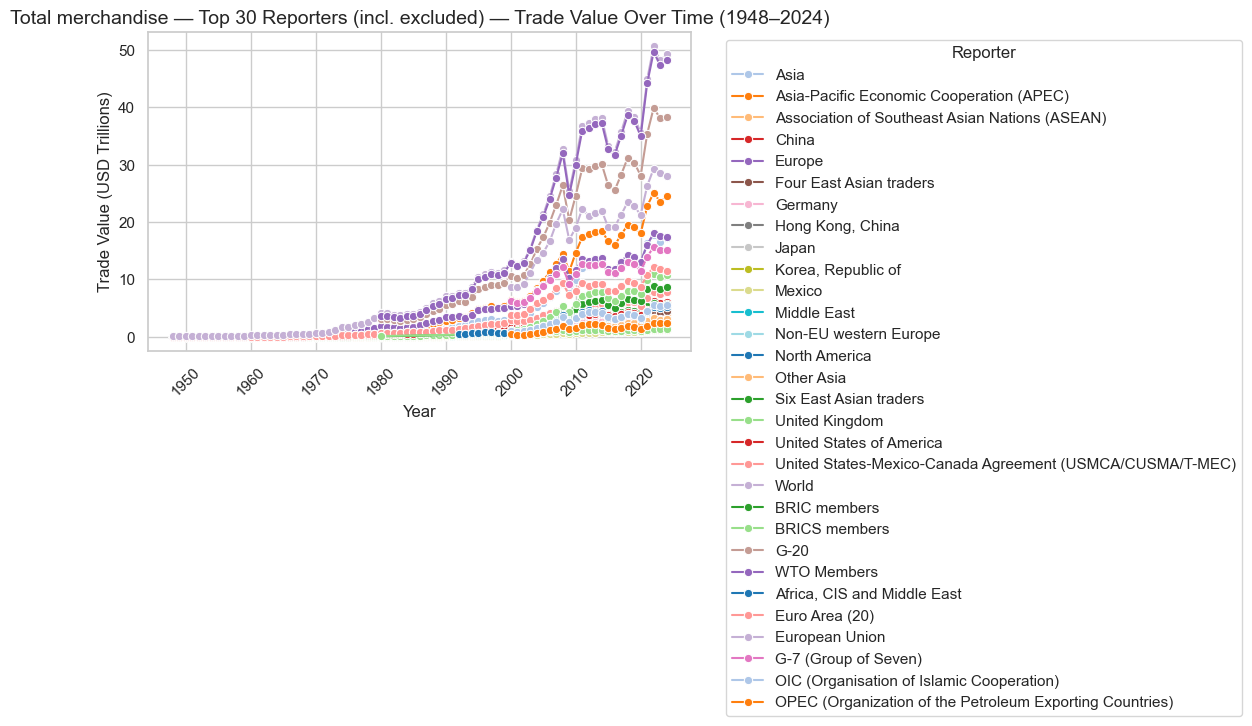 Total merchandise — Top 30 Reporters (incl. excluded) — Trade Value Over Time (1948–2024)
Trade Value (USD Trillions)
50
40
30
20
10
0
1950
1960
1970
1980
1990
2000
2010
2020
Year
Reporter
Asia
Asia-Pacific Economic Cooperation (APEC)
Association of Southeast Asian Nations (ASEAN)
China
Europe
Four East Asian traders
Germany
Hong Kong, China
Japan
Korea, Republic of
Mexico
Middle East
Non-EU western Europe
North America
Other Asia
Six East Asian traders
United Kingdom
United States of America
United States-Mexico-Canada Agreement (USMCA/CUSMA/T-MEC)
World
BRIC members
BRICS members
G-20
WTO Members
Africa, CIS and Middle East
Euro Area (20)
European Union
G-7 (Group of Seven)
OIC (Organisation of Islamic Cooperation)
OPEC (Organization of the Petroleum Exporting Countries)